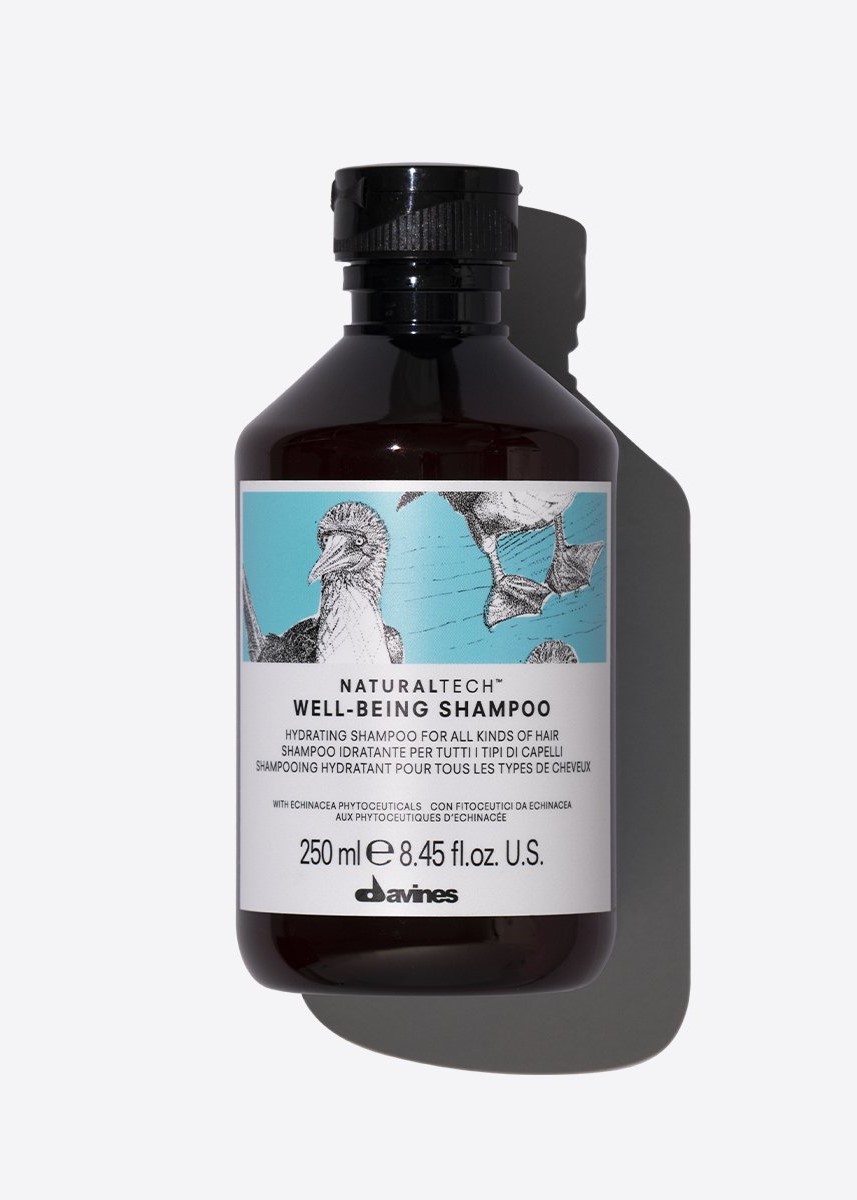 NATURALTECH™
WELL-BEING SHAMPOO
HYDRATING SHAMPOO FOR ALL KINDS OF HAIR
SHAMPOO IDRATANTE PER TUTTI I TIPI DI CAPELLI
SHAMPOOING HYDRATANT POUR TOUS LES TYPES DE CHEVEUX
WITH ECHINACEA PHYTOCEUTICALS CON FITOCEUTICI DA ECHINACEA
AUX PHYTOCEUTIQUES D'ECHINACÉE
250 ml ℮ 8.45 fl.oz. U.S.
davines